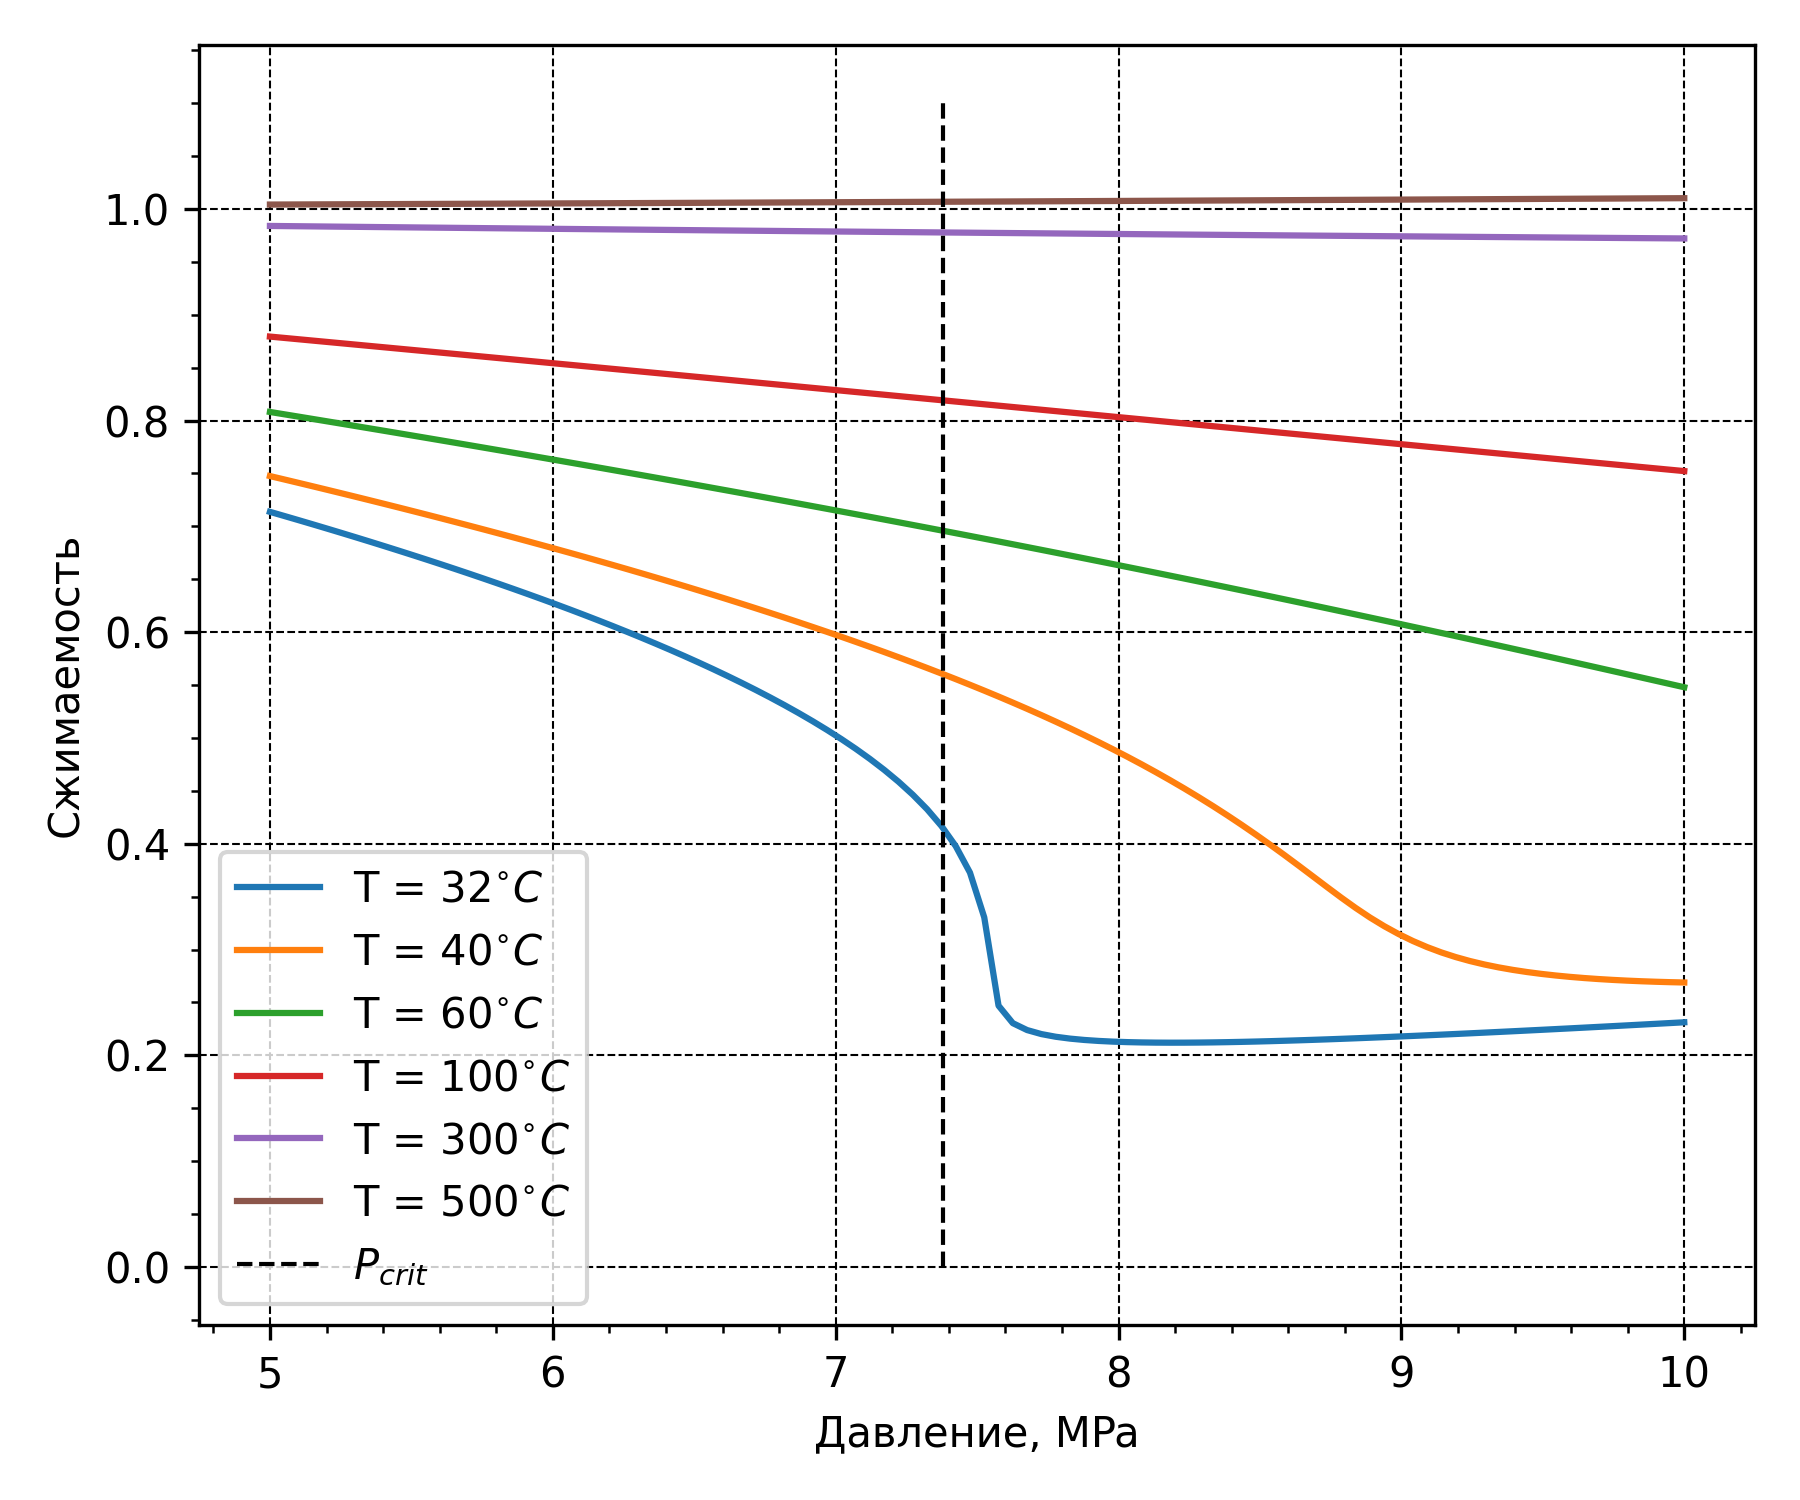 Сжимаемость
1.0
0.8
0.6
0.4
0.2
0.0
T = 32°C
T = 40°C
T = 60°C
T = 100°C
T = 300°C
T = 500°C
P_crit
5 6 7 8 9 10
Давление, MPa